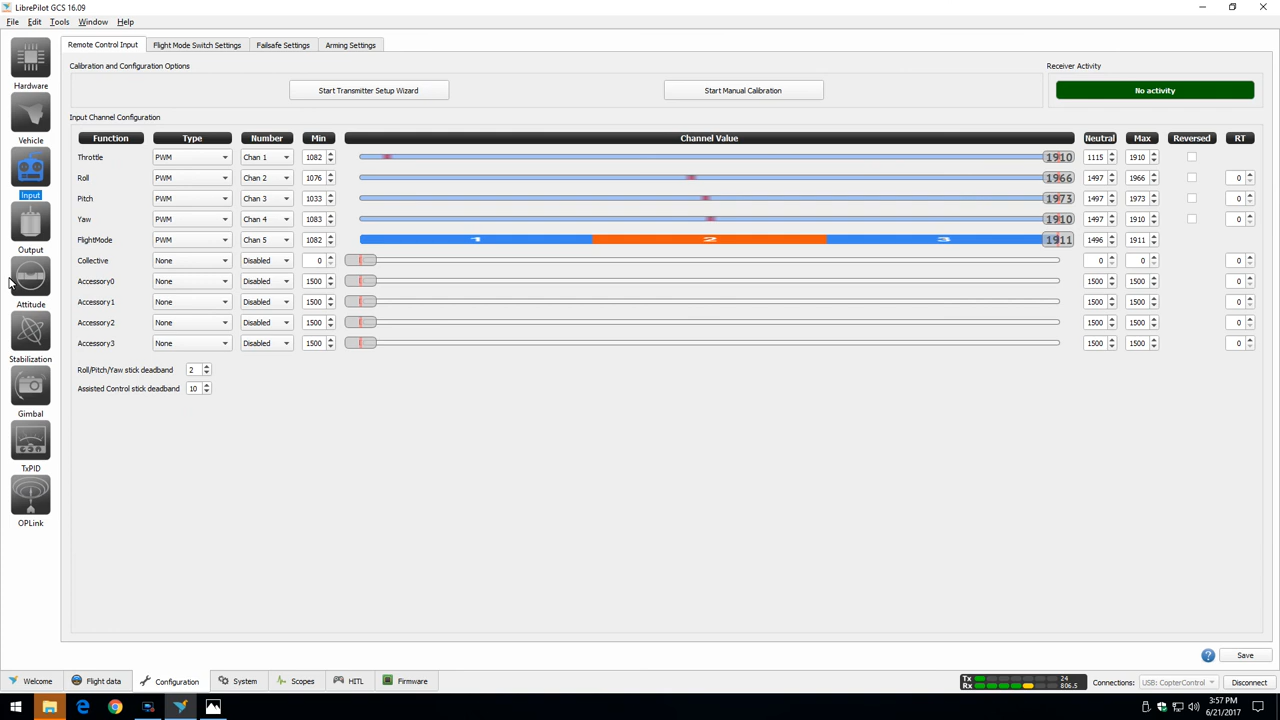 LibrePilot GCS 16.09
File Edit Tools Window Help
Remote Control Input Flight Mode Switch Settings Failsafe Settings Arming Settings
Calibration and Configuration Options Receiver Activity
Start Transmitter Setup Wizard Start Manual Calibration No activity
Input Channel Configuration
Function Type Number Min Channel Value Neutral Max Reversed RT
Throttle PWM Chan 1 1082 1910 1115 1910
Roll PWM Chan 2 1076 1966 1497 1966 0
Pitch PWM Chan 3 1033 1973 1497 1973 0
Yaw PWM Chan 4 1083 1910 1497 1910 0
FlightMode PWM Chan 5 1082 1 2 3 1911 1496 1911
Collective None Disabled 0 0 0 0
Accessory0 None Disabled 1500 1500 1500 0
Accessory1 None Disabled 1500 1500 1500 0
Accessory2 None Disabled 1500 1500 1500 0
Accessory3 None Disabled 1500 1500 1500 0
Roll/Pitch/Yaw stick deadband 2
Assisted Control stick deadband 10
Hardware
Vehicle
Input
Output
Attitude
Stabilization
Gimbal
TxPID
OPLink
Save
Welcome Flight data Configuration System Scopes HITL Firmware
Tx 24
Rx 806.5
Connections: USB: CopterControl Disconnect
3:57 PM
6/21/2017